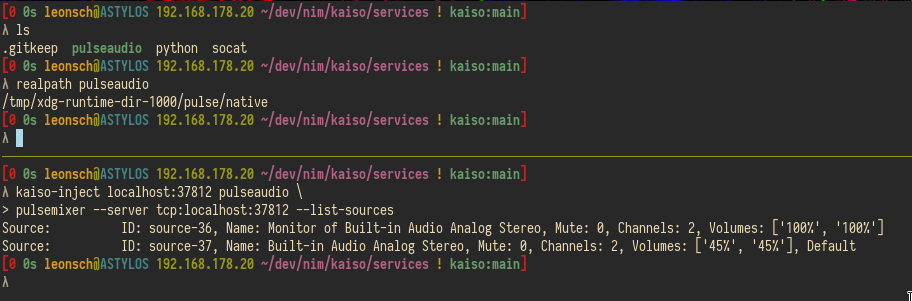 [0 0s leonsch@ASTYLOS 192.168.178.20 ~/dev/nim/kaiso/services ! kaiso:main]
λ ls
.gitkeep  pulseaudio  python  socat
[0 0s leonsch@ASTYLOS 192.168.178.20 ~/dev/nim/kaiso/services ! kaiso:main]
λ realpath pulseaudio
/tmp/xdg-runtime-dir-1000/pulse/native
[0 0s leonsch@ASTYLOS 192.168.178.20 ~/dev/nim/kaiso/services ! kaiso:main]
λ
[0 0s leonsch@ASTYLOS 192.168.178.20 ~/dev/nim/kaiso/services ! kaiso:main]
λ kaiso-inject localhost:37812 pulseaudio \
> pulsemixer --server tcp:localhost:37812 --list-sources
Source:          ID: source-36, Name: Monitor of Built-in Audio Analog Stereo, Mute: 0, Channels: 2, Volumes: ['100%', '100%']
Source:          ID: source-37, Name: Built-in Audio Analog Stereo, Mute: 0, Channels: 2, Volumes: ['45%', '45%'], Default
[0 0s leonsch@ASTYLOS 192.168.178.20 ~/dev/nim/kaiso/services ! kaiso:main]
λ